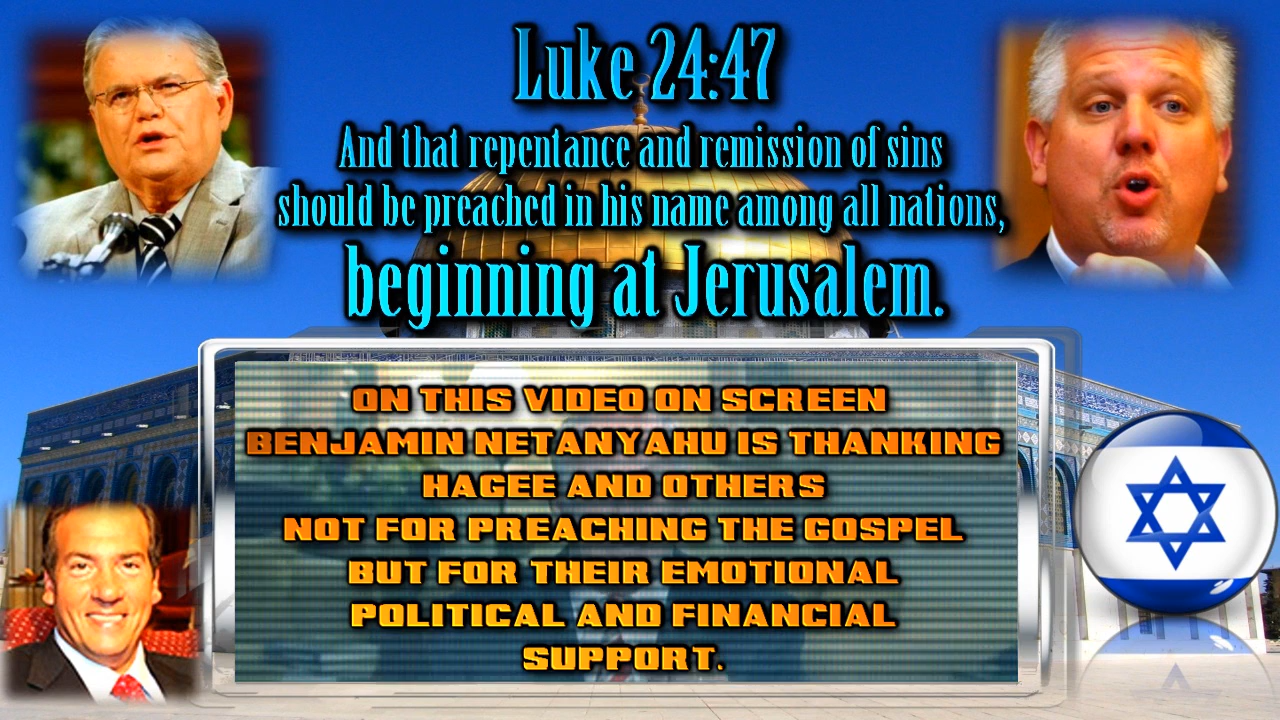 Luke 24:47
And that repentance and remission of sins
should be preached in his name among all nations,
beginning at Jerusalem.
ON THIS VIDEO ON SCREEN
BENJAMIN NETANYAHU IS THANKING
HAGEE AND OTHERS
NOT FOR PREACHING THE GOSPEL
BUT FOR THEIR EMOTIONAL
POLITICAL AND FINANCIAL
SUPPORT.